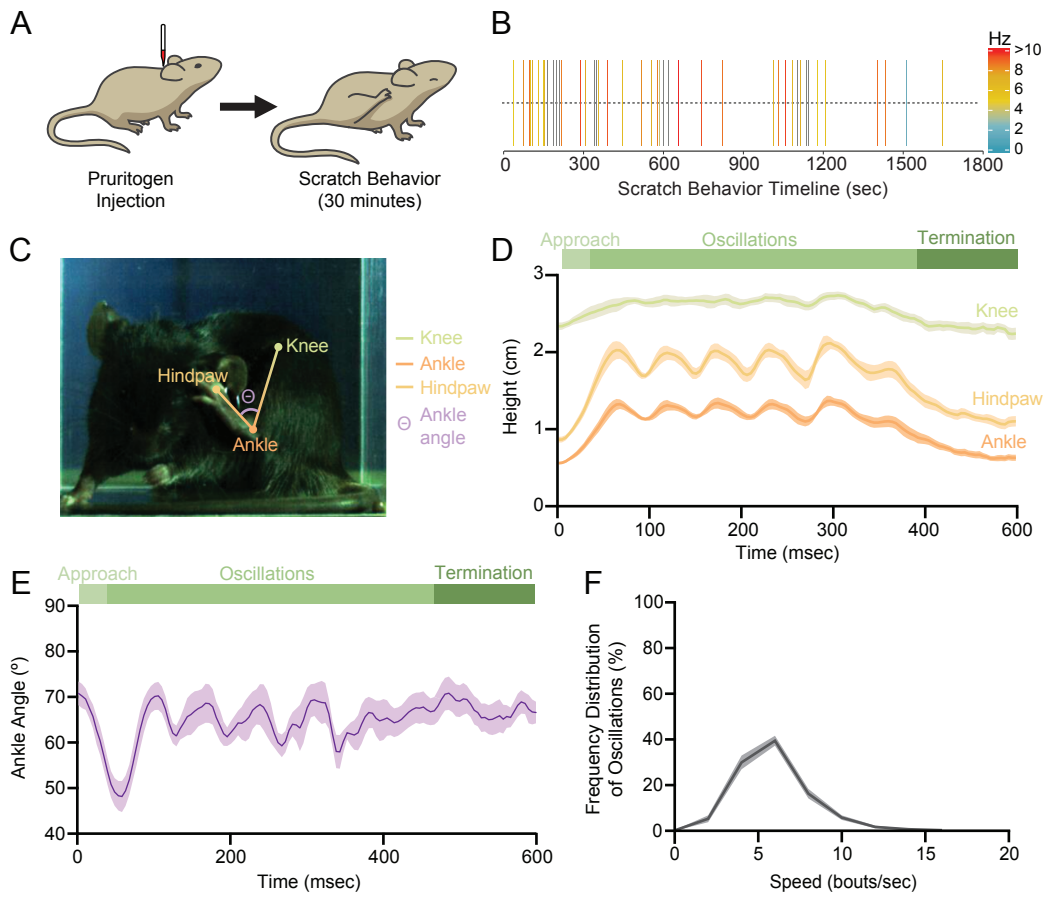 A
Pruritogen
Injection
Scratch Behavior
(30 minutes)
B
Hz
>10
8
6
4
2
0
0
300
600
900
1200
1500
1800
Scratch Behavior Timeline (sec)
C
Knee
Hindpaw
Θ
Ankle
Knee
Ankle
Hindpaw
Θ Ankle
angle
D
Approach
Oscillations
Termination
3
2
1
0
Height (cm)
Knee
Hindpaw
Ankle
0
100
200
300
400
600
Time (msec)
E
Approach
Oscillations
Termination
90
80
70
60
50
40
Ankle Angle (º)
0
200
400
600
Time (msec)
F
100
80
60
40
20
0
Frequency Distribution
of Oscillations (%)
0
5
10
15
20
Speed (bouts/sec)